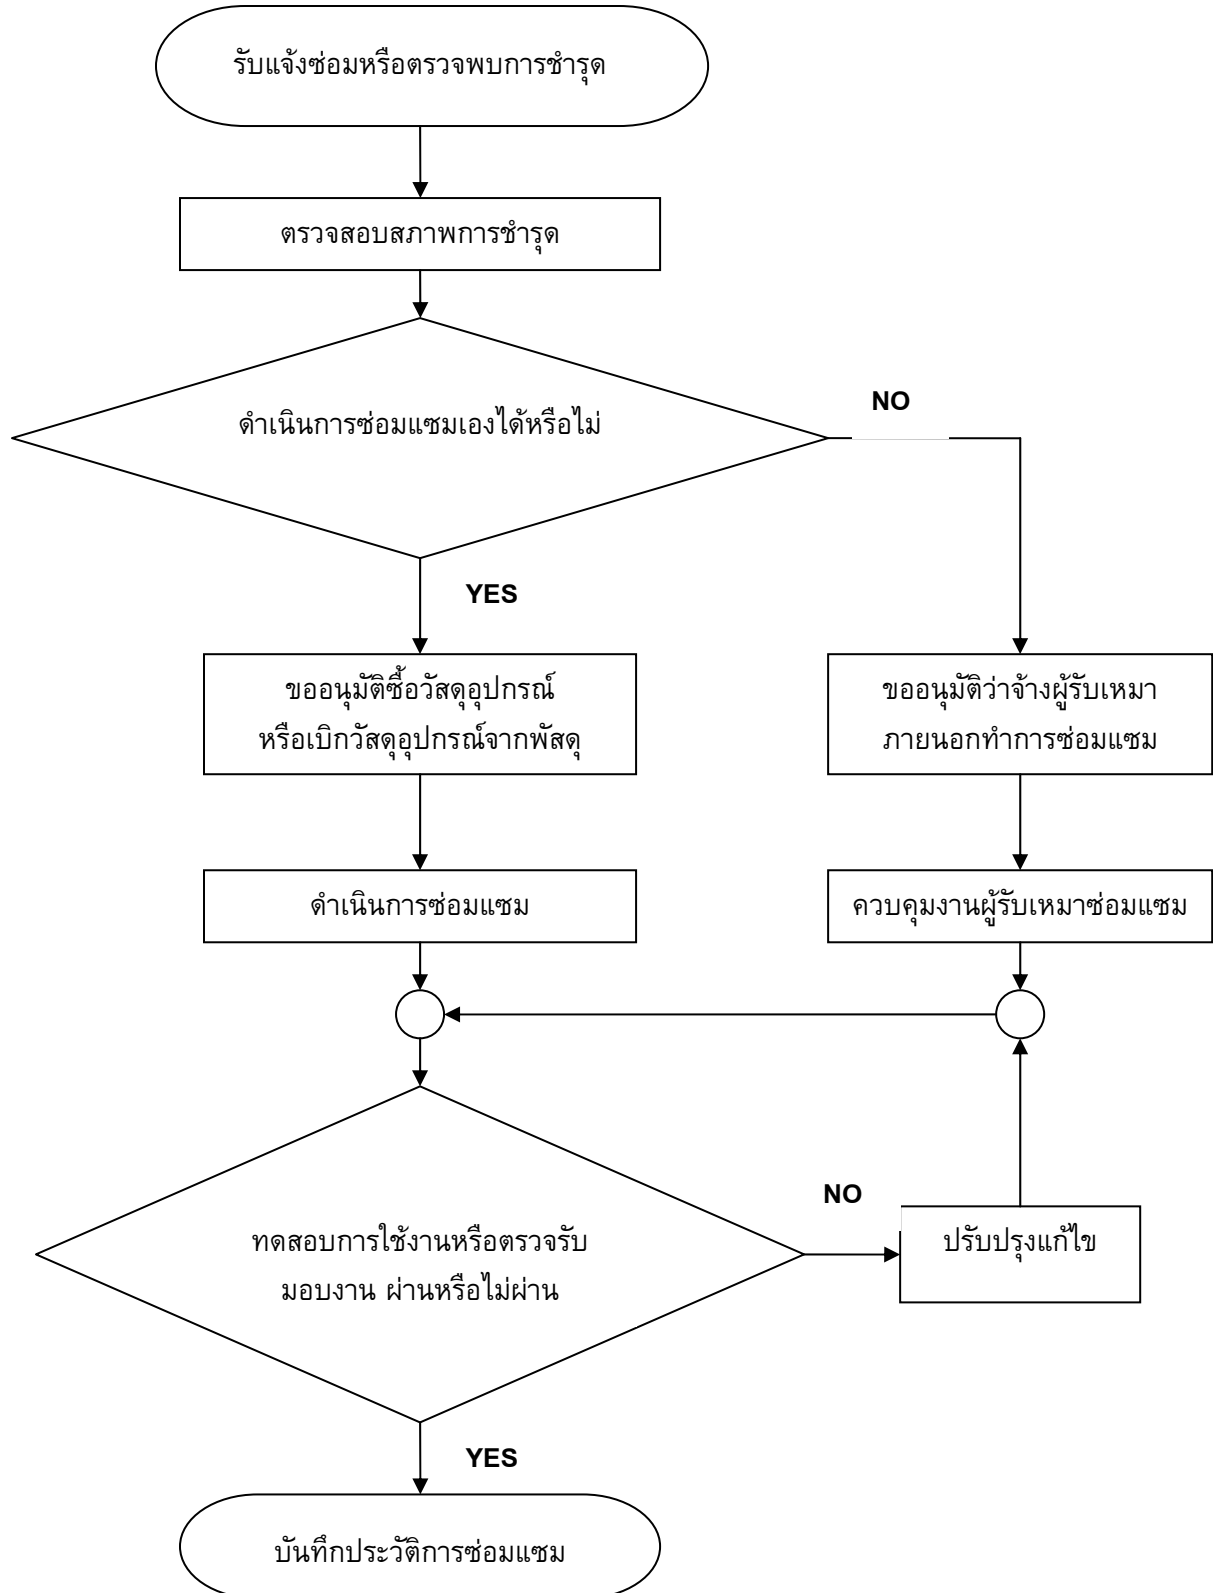 รับแจ้งซ่อมหรือตรวจพบการชำรุด
ตรวจสอบสภาพการชำรุด
ดำเนินการซ่อมแซมเองได้หรือไม่
NO
YES
ขออนุมัติซื้อวัสดุอุปกรณ์
หรือเบิกวัสดุอุปกรณ์จากพัสดุ
ขออนุมัติว่าจ้างผู้รับเหมา
ภายนอกทำการซ่อมแซม
ดำเนินการซ่อมแซม
ควบคุมงานผู้รับเหมาซ่อมแซม
ทดสอบการใช้งานหรือตรวจรับ
มอบงาน ผ่านหรือไม่ผ่าน
NO
ปรับปรุงแก้ไข
YES
บันทึกประวัติการซ่อมแซม